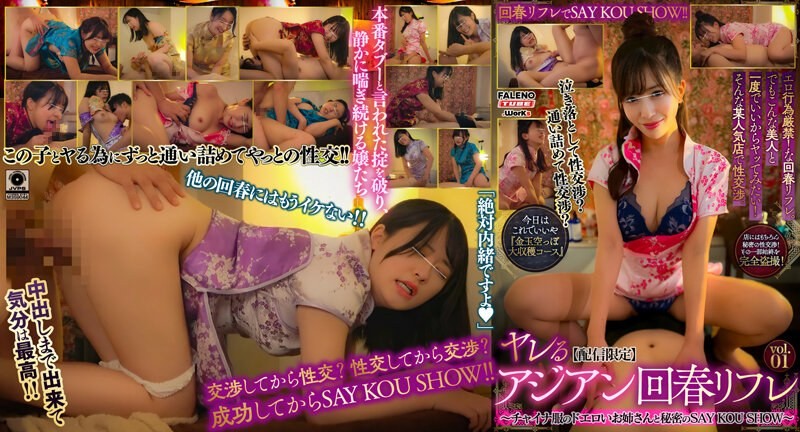 本番タブーと言われた掟を破り、
静かに喘ぎ続ける嬢たち
この子とヤる為にずっと通い詰めてやっとの性交!!
他の回春にはもうイケない!!
「絶対内緒ですよ♥」
中出しまで出来て
気分は最高!!
交渉してから性交?性交してから交渉?
成功してからSAY KOU SHOW!!
回春リフレでSAY KOU SHOW!!
FALENO
TUBE
Works
エロ行為厳禁!な回春リフレ
でもこんな美人と
一度でいいからヤッてみたい!
そんな某人気店で性交渉
泣き落として性交渉?
通い詰めて性交渉?
今日は
これでいいや
『金玉空っぽ
大収穫コース』
店にはもちろん
秘密の性交渉!
その一部始終を
完全盗撮!
vol.
01
【配信限定】
ヤレる
アジアン回春リフレ
～チャイナ服のドエロいお姉さんと秘密のSAY KOU SHOW～